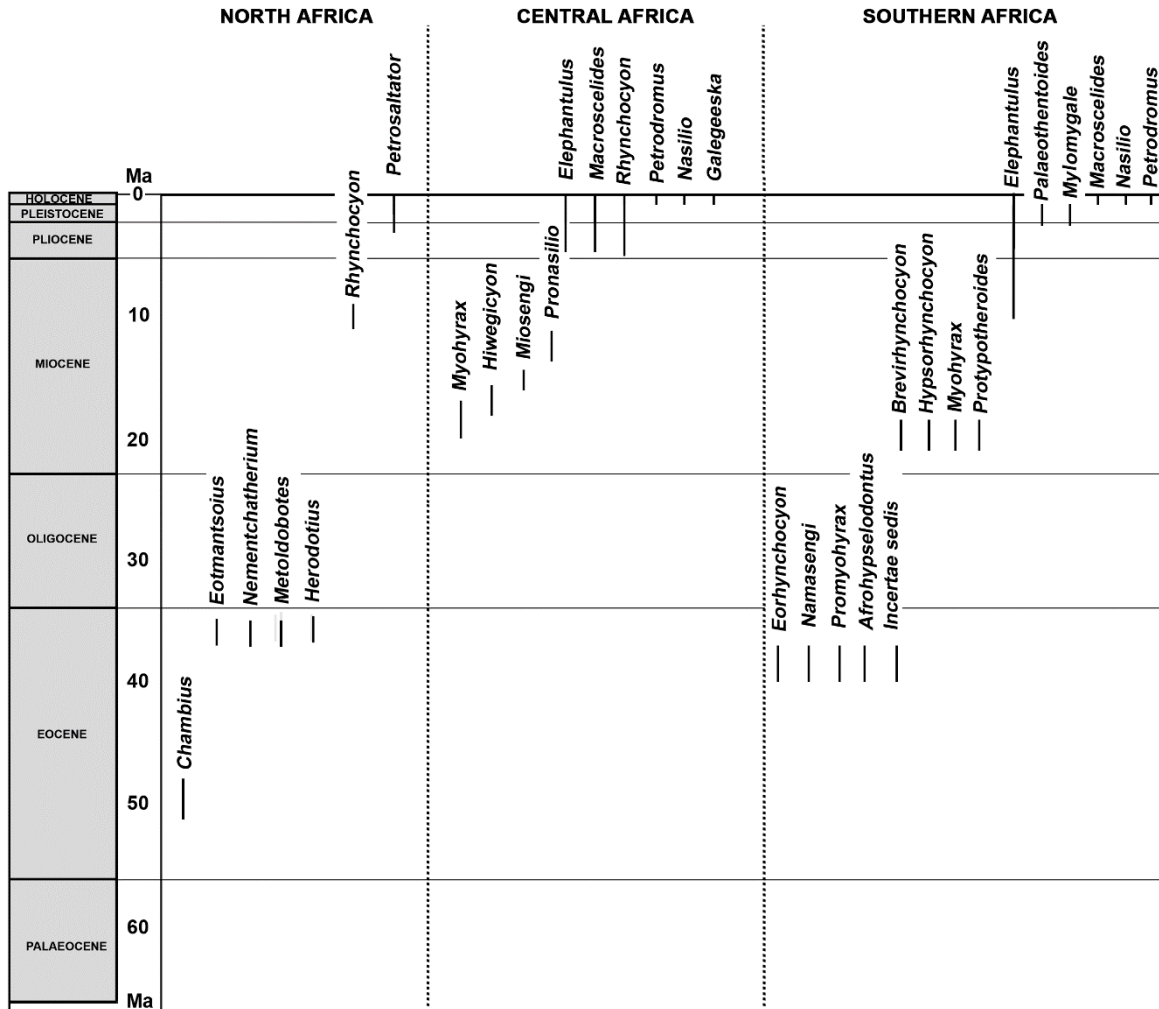 NORTH AFRICA
CENTRAL AFRICA
SOUTHERN AFRICA
Ma
0
10
20
30
40
50
60
Ma
HOLOCENE
PLEISTOCENE
PLIOCENE
MIOCENE
OLIGOCENE
EOCENE
PALAEOCENE
Chambius
Eotmantsoius
Nementchatherium
Metoldobotes
Herodotius
Rhynchocyon
Petrosaltator
Myohyrax
Hiwegicyon
Miosengi
Pronasilio
Elephantulus
Macroscelides
Rhynchocyon
Petrodromus
Nasilio
Galegeeska
Eorhynchocyon
Namasengi
Promyohyrax
Afrohypselodontus
Incertae sedis
Brevirhynchocyon
Hypsorhynchocyon
Myohyrax
Protypotheroides
Elephantulus
Palaeothentoides
Mylomygale
Macroscelides
Nasilio
Petrodromus